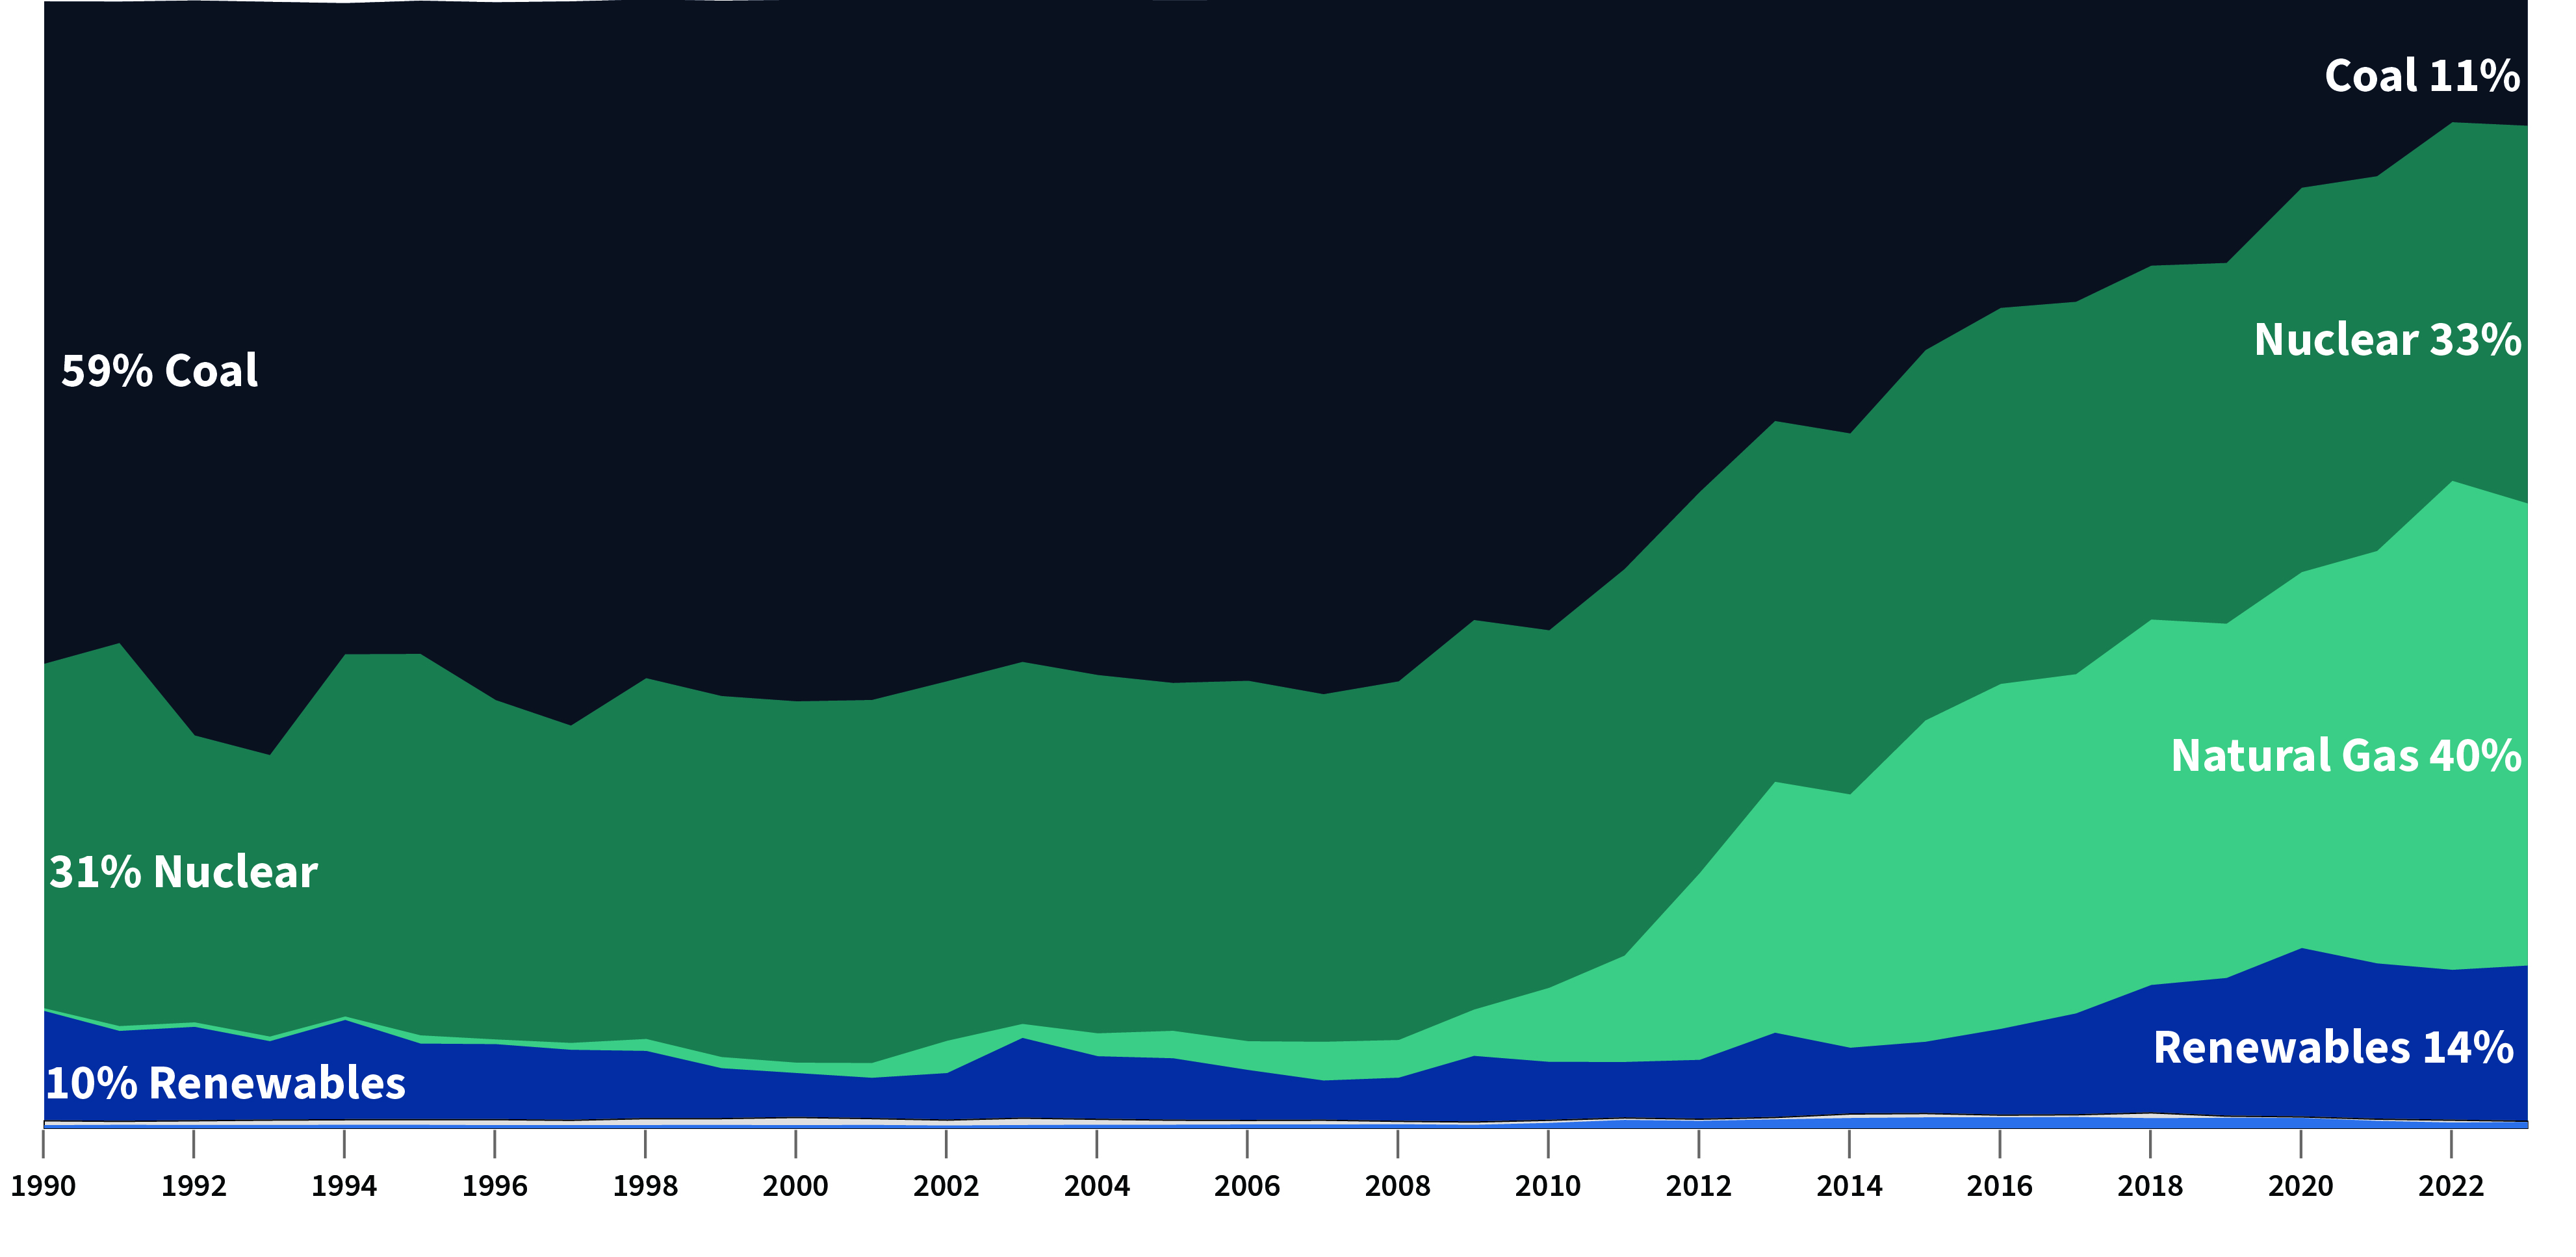 Coal 11%
Nuclear 33%
59% Coal
Natural Gas 40%
31% Nuclear
Renewables 14%
10% Renewables
1990 1992 1994 1996 1998 2000 2002 2004 2006 2008 2010 2012 2014 2016 2018 2020 2022